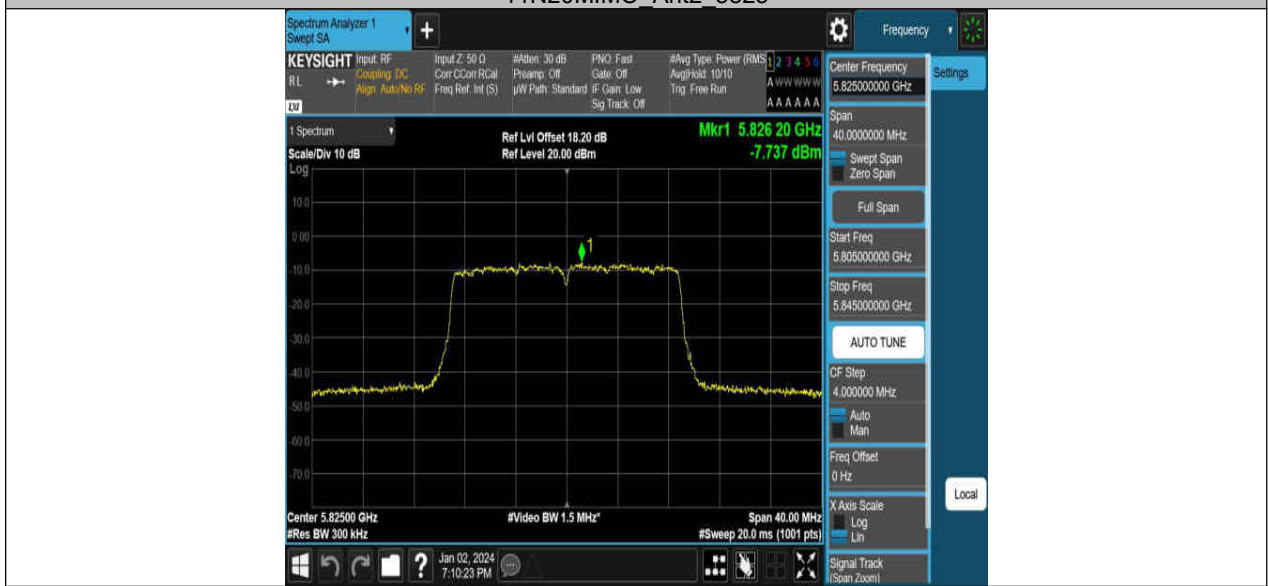 Spectrum Analyzer 1
Swept SA
+
Frequency
KEYSIGHT
RL
LXI
Input: RF
Coupling: DC
Align: Auto/No RF
Input Z: 50 Ω
Corr CCorr RCal
Freq Ref: Int (S)
#Atten: 30 dB
Preamp: Off
µW Path: Standard
PNO: Fast
Gate: Off
IF Gain: Low
Sig Track: Off
#Avg Type: Power (RMS
Avg|Hold: 10/10
Trig: Free Run
1 2 3 4 5 6
A W W W W W
A A A A A A
1 Spectrum
Scale/Div 10 dB
Log
Ref Lvl Offset 18.20 dB
Ref Level 20.00 dBm
Mkr1 5.826 20 GHz
-7.737 dBm
10.0
0.00
-10.0
-20.0
-30.0
-40.0
-50.0
-60.0
-70.0
1
Center 5.82500 GHz
#Res BW 300 kHz
#Video BW 1.5 MHz*
Span 40.00 MHz
#Sweep 20.0 ms (1001 pts)
?
Jan 02, 2024
7:10:23 PM
Center Frequency
5.825000000 GHz
Settings
Span
40.0000000 MHz
Swept Span
Zero Span
Full Span
Start Freq
5.805000000 GHz
Stop Freq
5.845000000 GHz
AUTO TUNE
CF Step
4.000000 MHz
Auto
Man
Freq Offset
0 Hz
X Axis Scale
Log
Lin
Local
Signal Track
(Span Zoom)